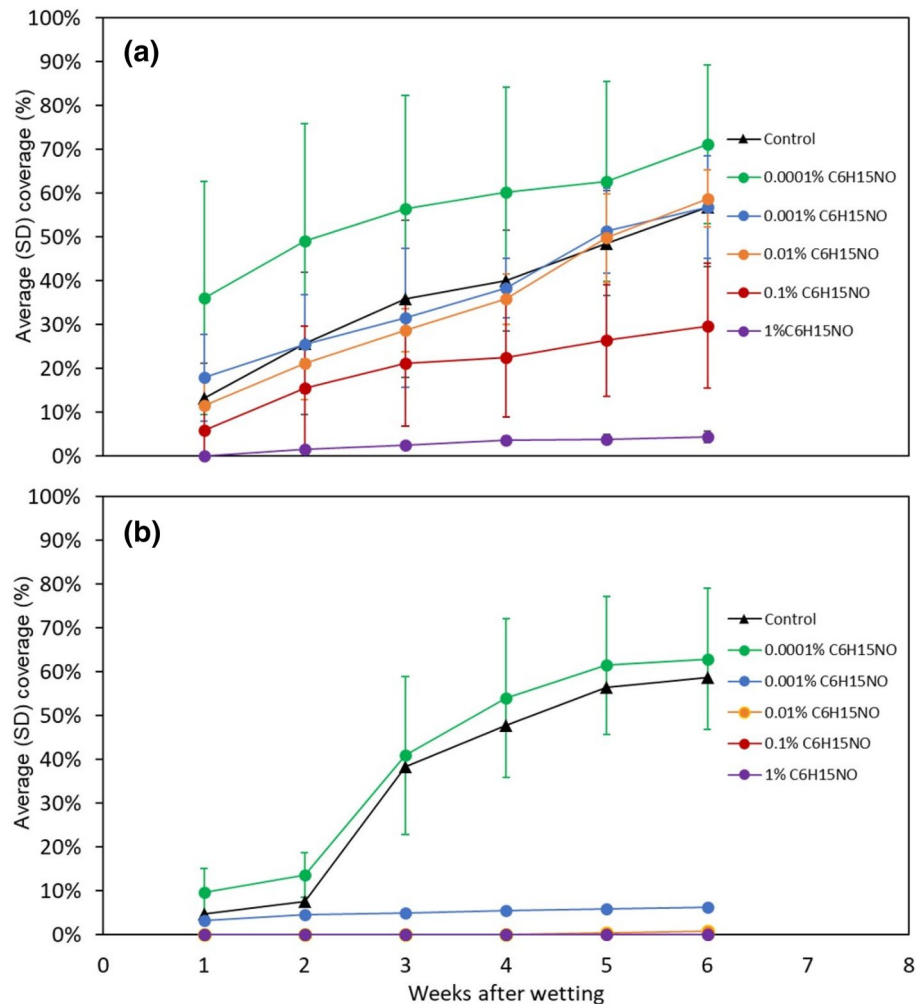 (a)
Average (SD) coverage (%)
100%
90%
80%
70%
60%
50%
40%
30%
20%
10%
0%
Control
0.0001% C6H15NO
0.001% C6H15NO
0.01% C6H15NO
0.1% C6H15NO
1%C6H15NO
(b)
Average (SD) coverage (%)
100%
90%
80%
70%
60%
50%
40%
30%
20%
10%
0%
Control
0.0001% C6H15NO
0.001% C6H15NO
0.01% C6H15NO
0.1% C6H15NO
1% C6H15NO
0 1 2 3 4 5 6 7 8
Weeks after wetting